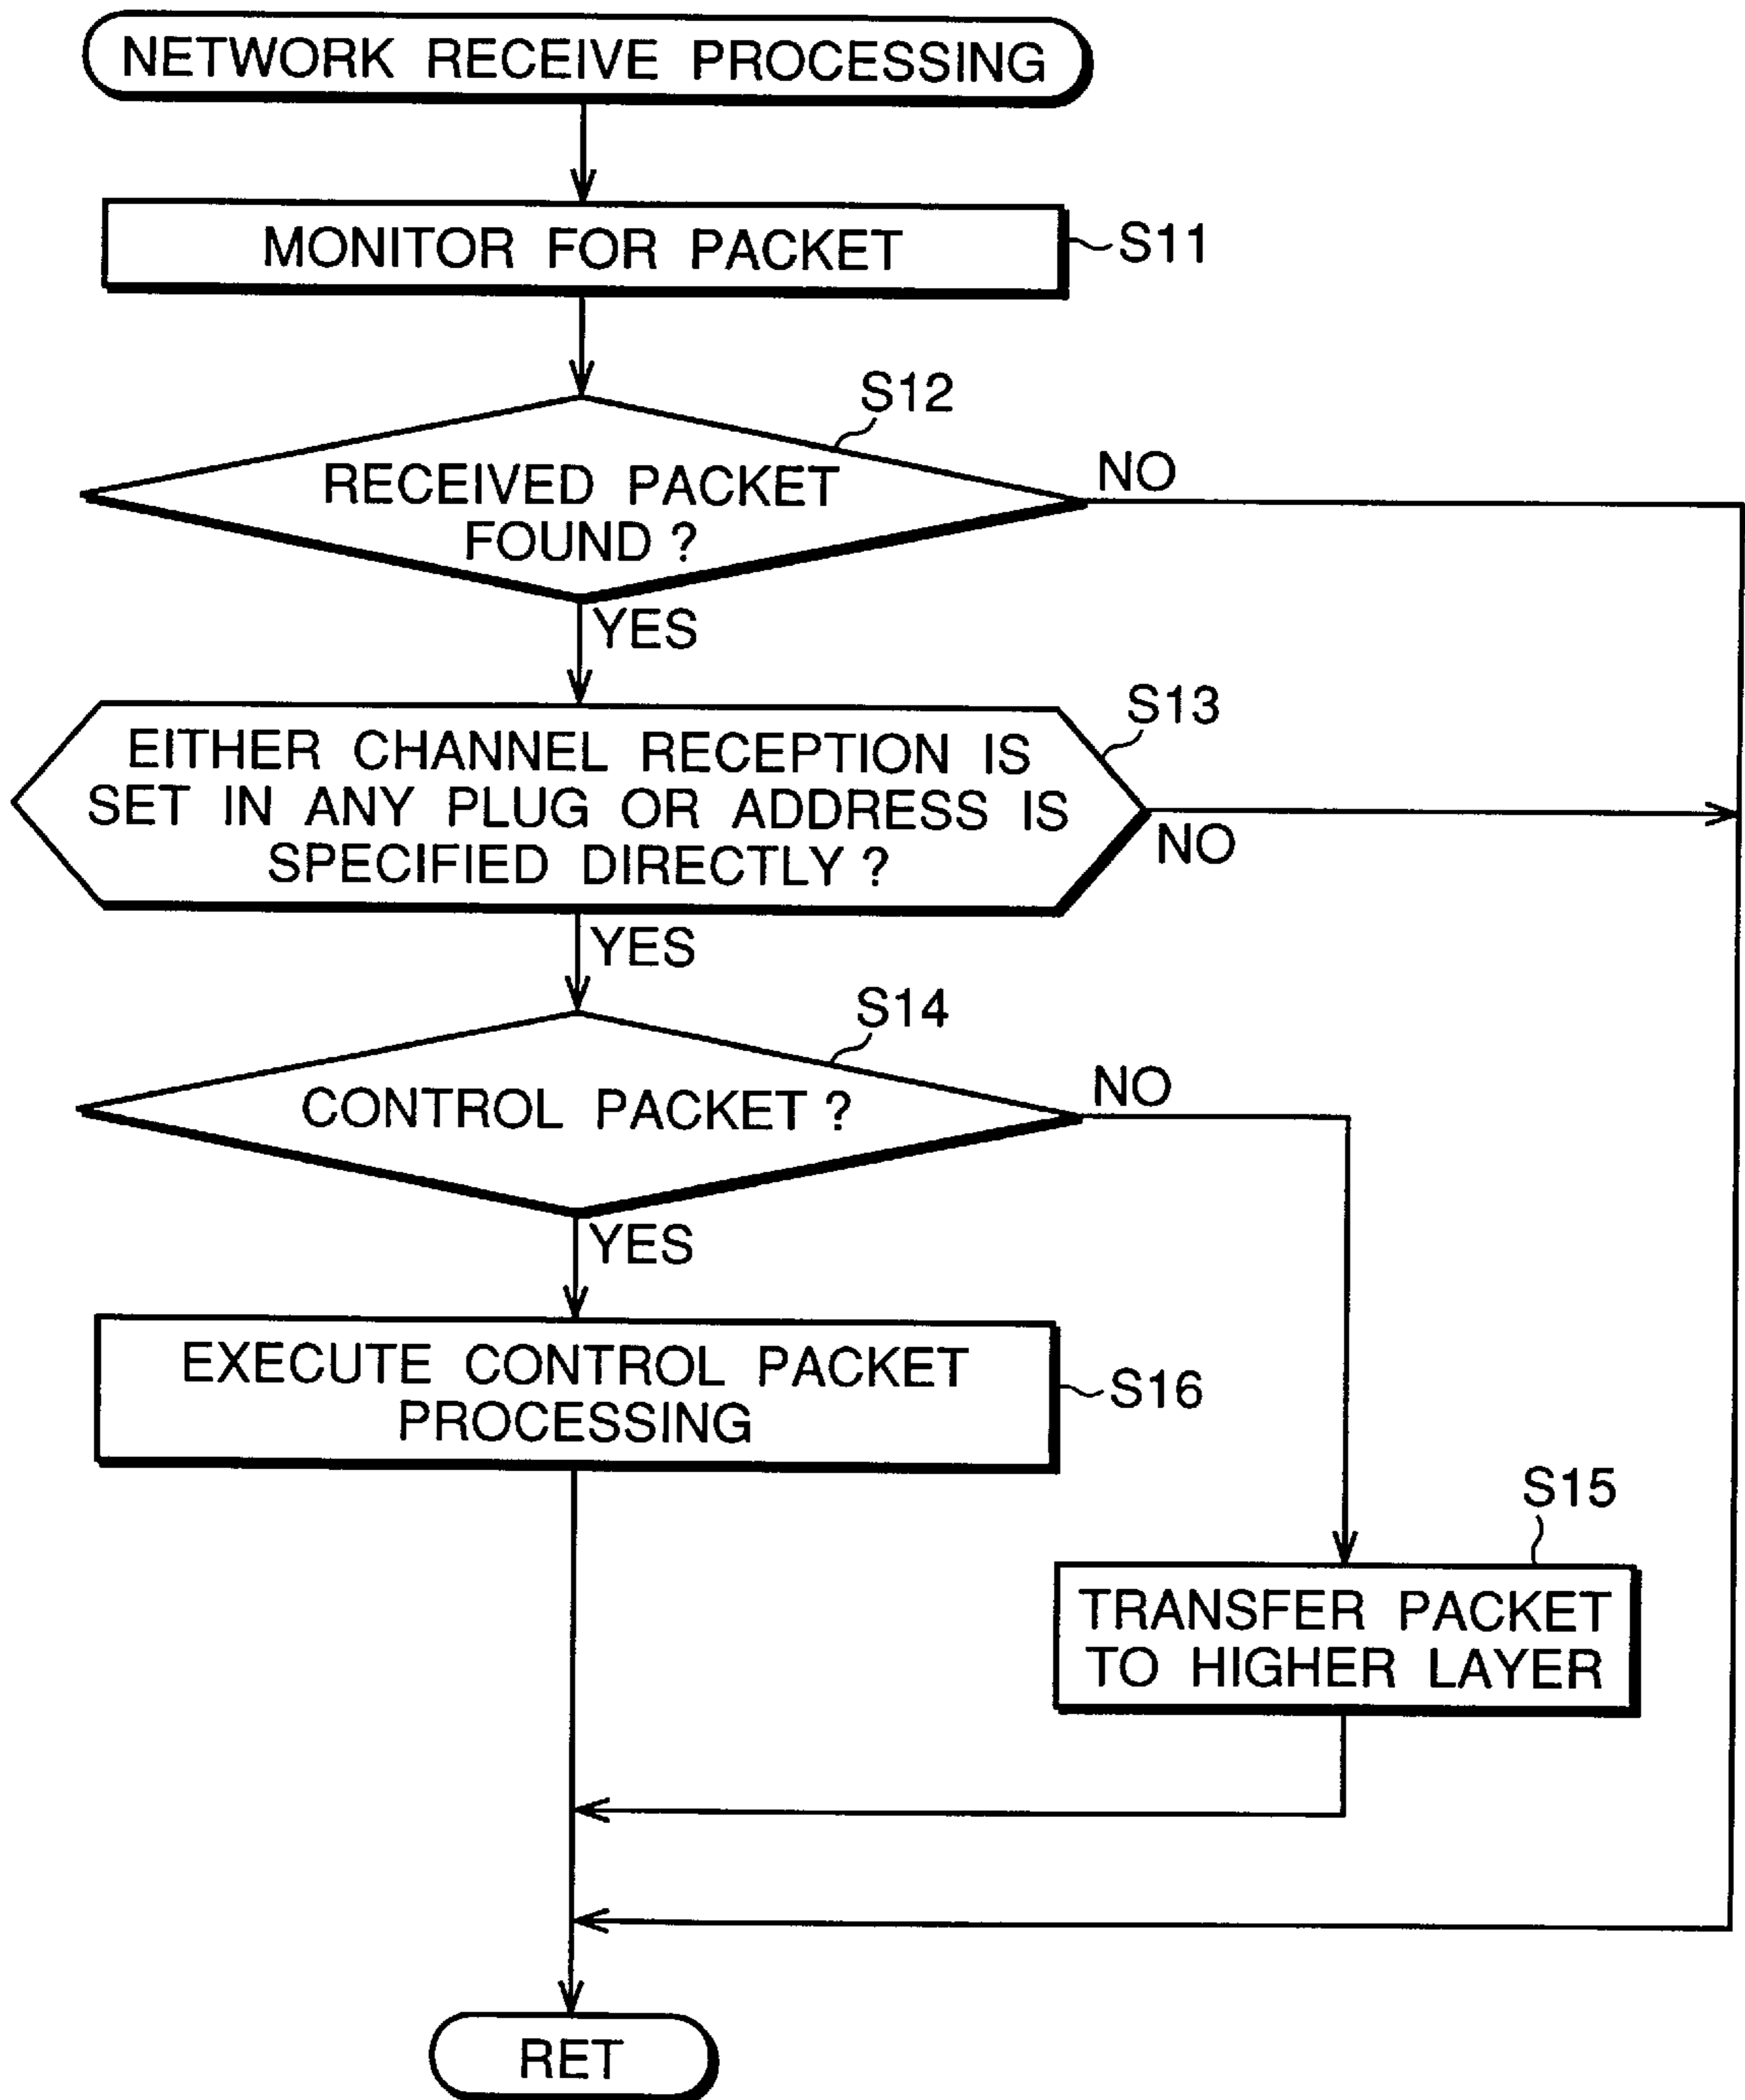 NETWORK RECEIVE PROCESSING
MONITOR FOR PACKET
S11
S12
RECEIVED PACKET
FOUND ?
NO
YES
S13
EITHER CHANNEL RECEPTION IS
SET IN ANY PLUG OR ADDRESS IS
SPECIFIED DIRECTLY ?
NO
YES
S14
CONTROL PACKET ?
NO
YES
EXECUTE CONTROL PACKET
PROCESSING
S16
S15
TRANSFER PACKET
TO HIGHER LAYER
RET